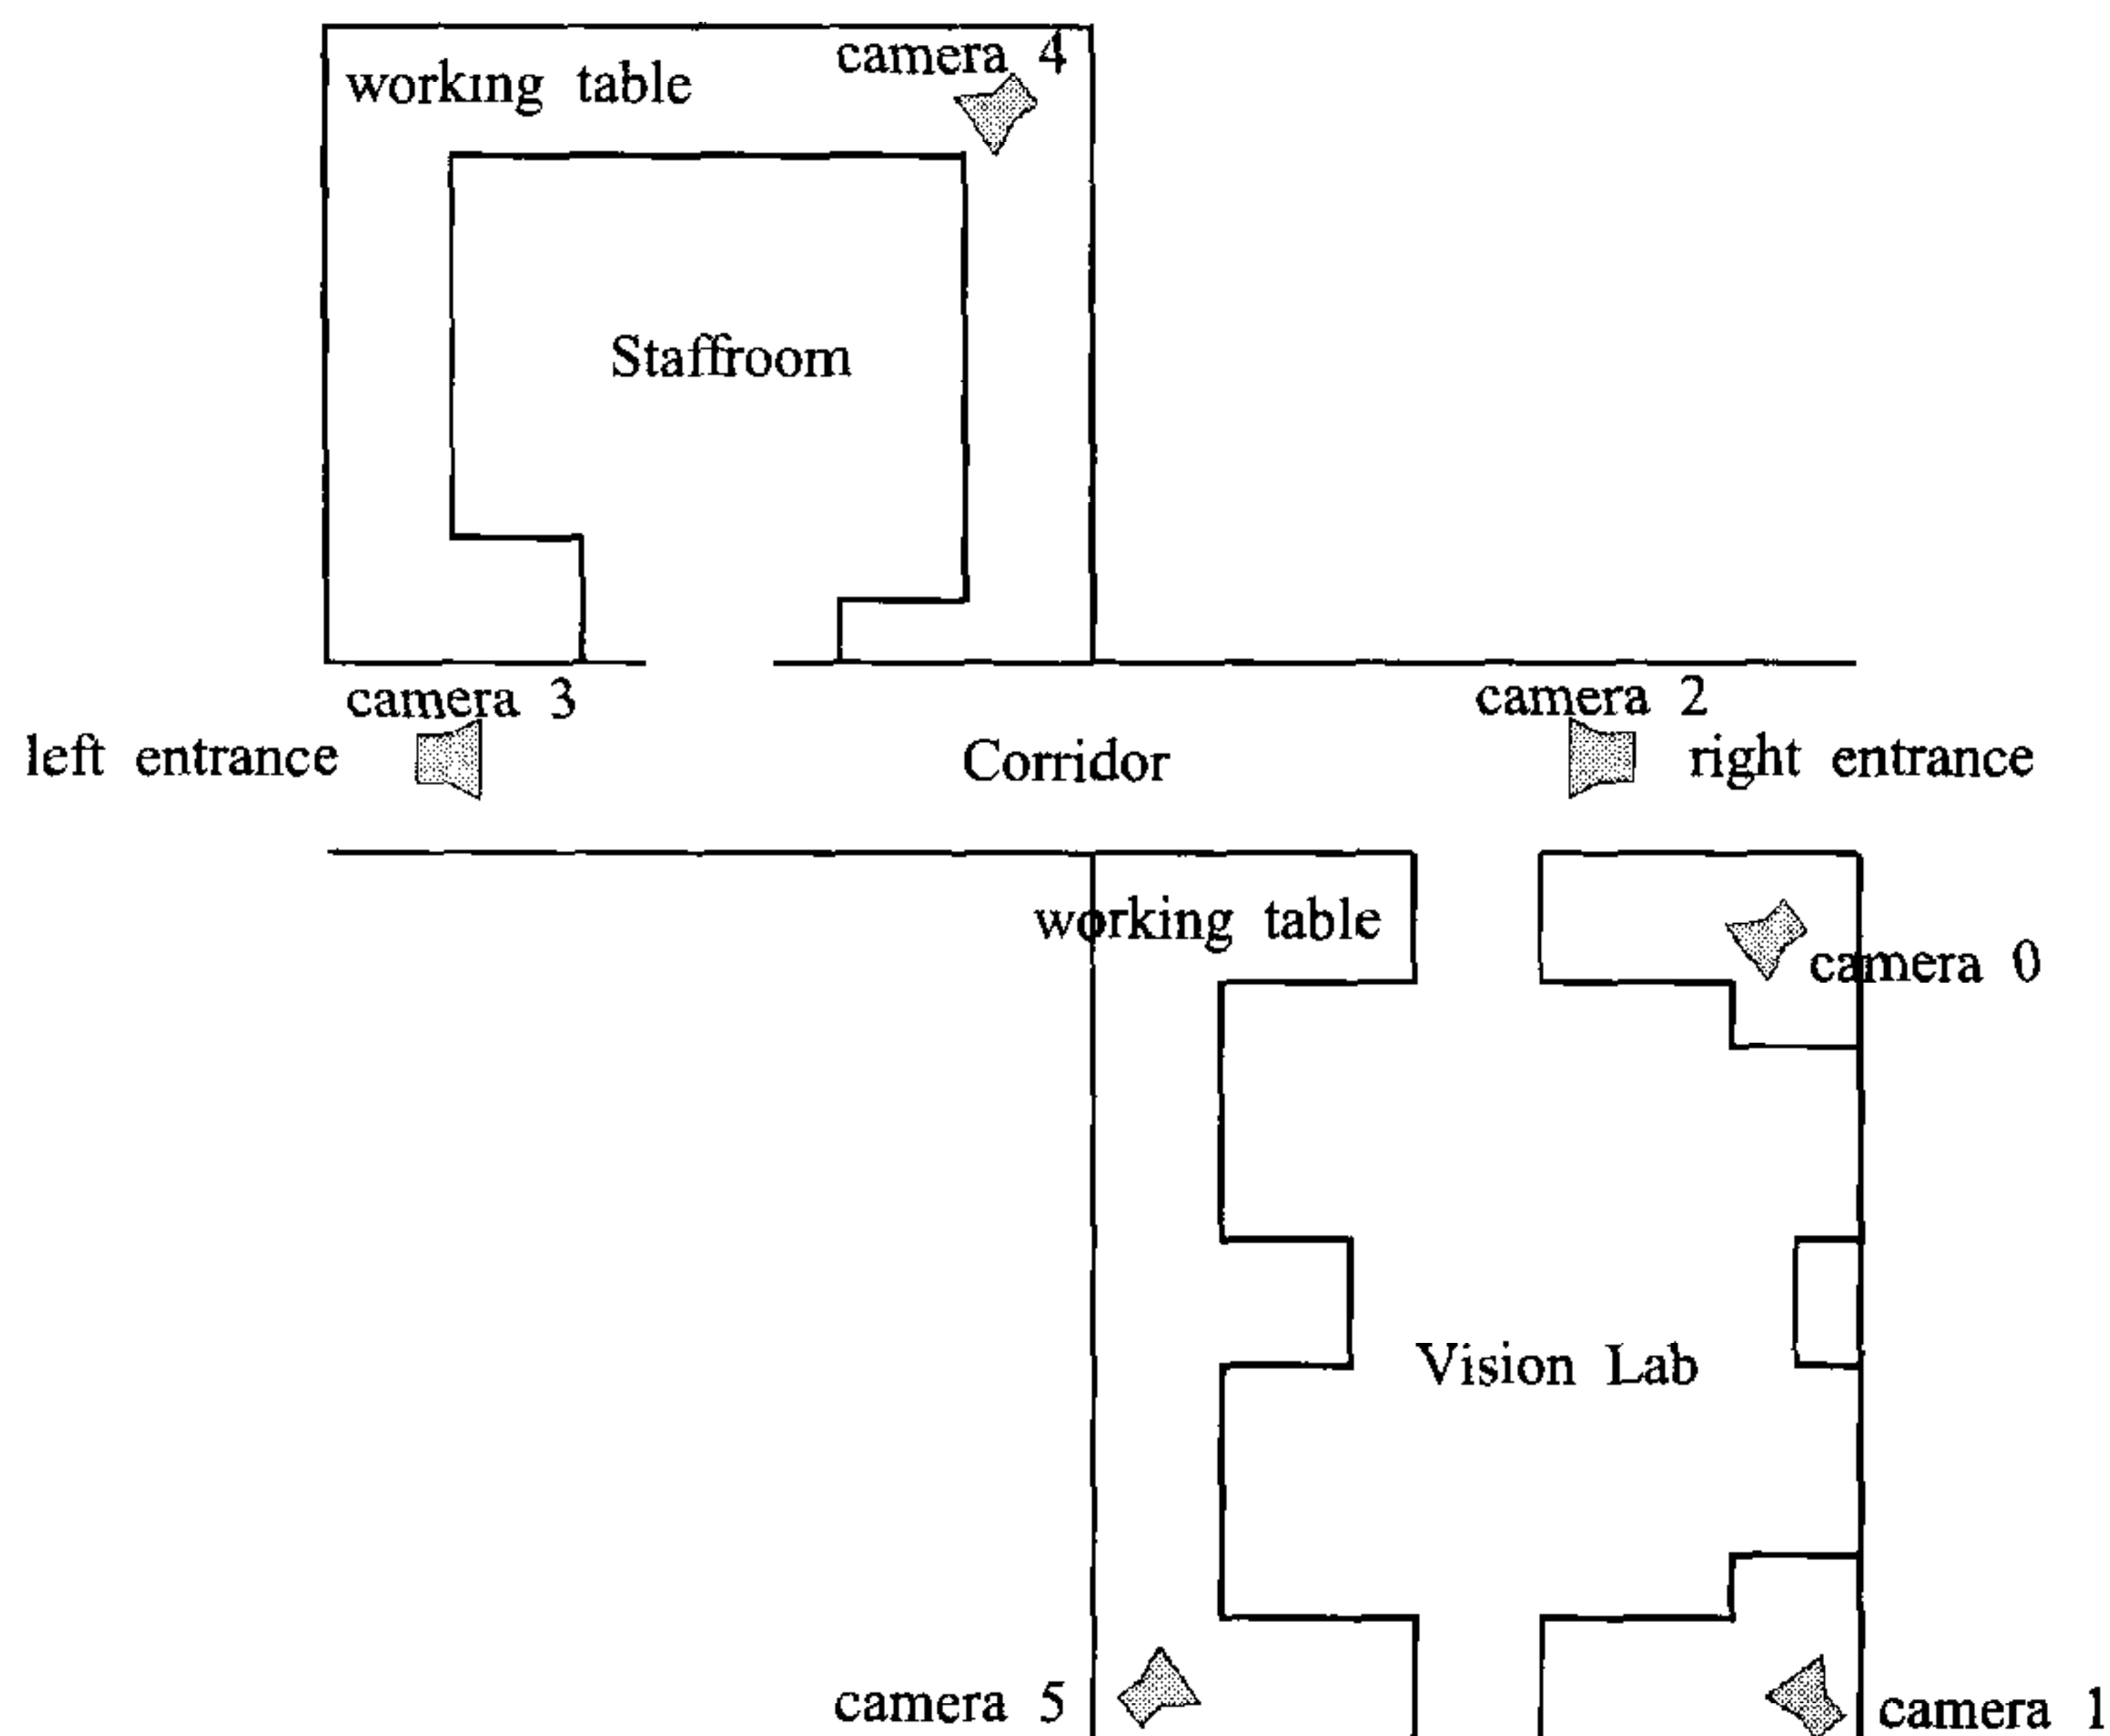 camera 4
working table
Staffroom
camera 3
camera 2
left entrance
Corridor
right entrance
working table
camera 0
Vision Lab
camera 5
camera 1